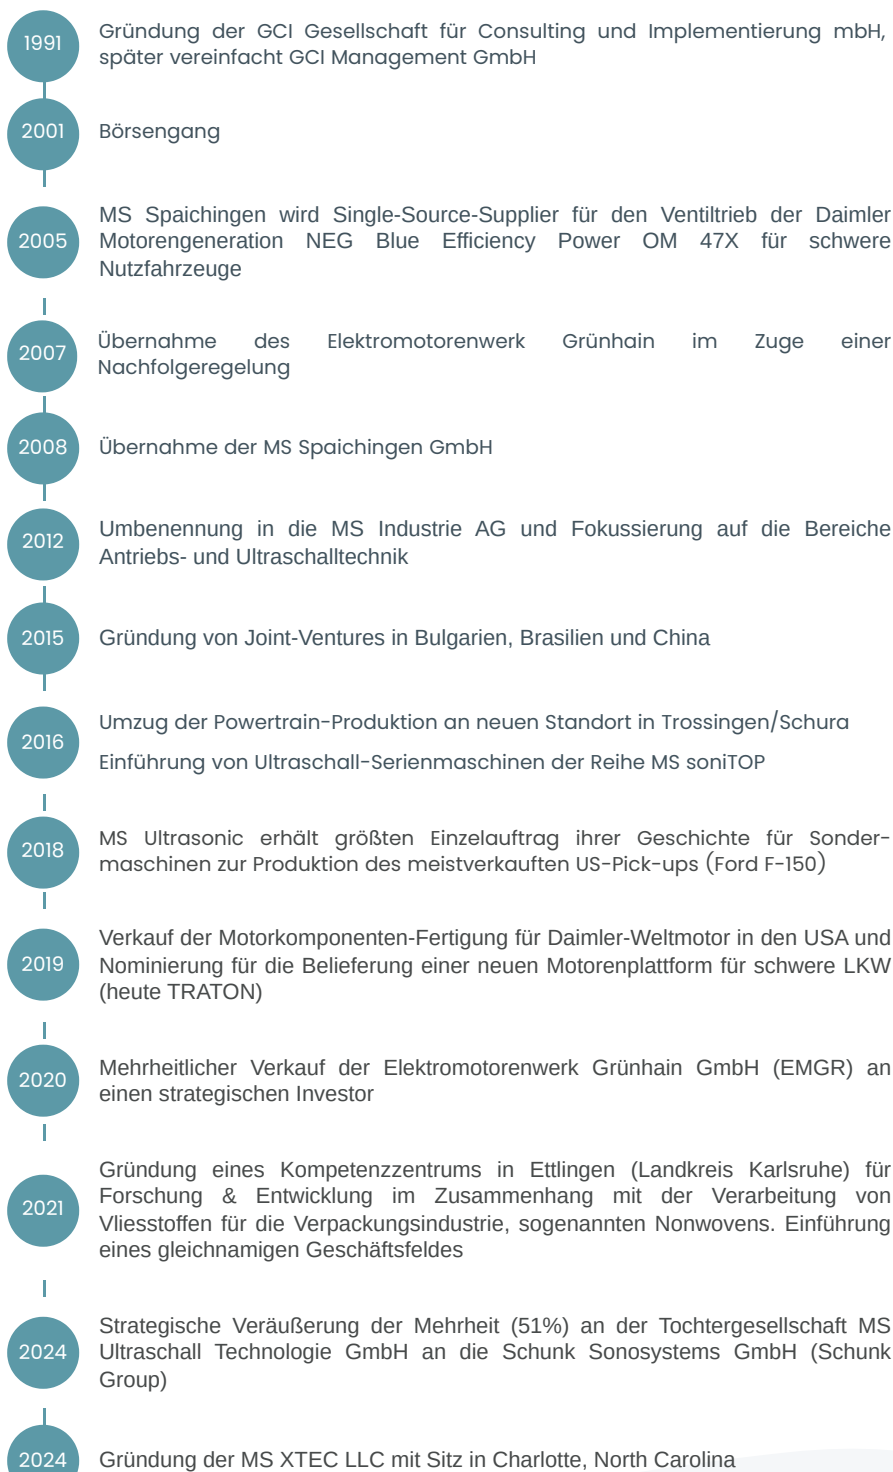 1991
Gründung der GCI Gesellschaft für Consulting und Implementierung mbH,
später vereinfacht GCI Management GmbH
2001
Börsengang
2005
MS Spaichingen wird Single-Source-Supplier für den Ventiltrieb der Daimler
Motorengeneration NEG Blue Efficiency Power OM 47X für schwere
Nutzfahrzeuge
2007
Übernahme des Elektromotorenwerk Grünhain im Zuge einer
Nachfolgeregelung
2008
Übernahme der MS Spaichingen GmbH
2012
Umbenennung in die MS Industrie AG und Fokussierung auf die Bereiche
Antriebs- und Ultraschalltechnik
2015
Gründung von Joint-Ventures in Bulgarien, Brasilien und China
2016
Umzug der Powertrain-Produktion an neuen Standort in Trossingen/Schura
Einführung von Ultraschall-Serienmaschinen der Reihe MS soniTOP
2018
MS Ultrasonic erhält größten Einzelauftrag ihrer Geschichte für Sonder-
maschinen zur Produktion des meistverkauften US-Pick-ups (Ford F-150)
2019
Verkauf der Motorkomponenten-Fertigung für Daimler-Weltmotor in den USA und
Nominierung für die Belieferung einer neuen Motorenplattform für schwere LKW
(heute TRATON)
2020
Mehrheitlicher Verkauf der Elektromotorenwerk Grünhain GmbH (EMGR) an
einen strategischen Investor
2021
Gründung eines Kompetenzzentrums in Ettlingen (Landkreis Karlsruhe) für
Forschung & Entwicklung im Zusammenhang mit der Verarbeitung von
Vliesstoffen für die Verpackungsindustrie, sogenannten Nonwovens. Einführung
eines gleichnamigen Geschäftsfeldes
2024
Strategische Veräußerung der Mehrheit (51%) an der Tochtergesellschaft MS
Ultraschall Technologie GmbH an die Schunk Sonosystems GmbH (Schunk
Group)
2024
Gründung der MS XTEC LLC mit Sitz in Charlotte, North Carolina